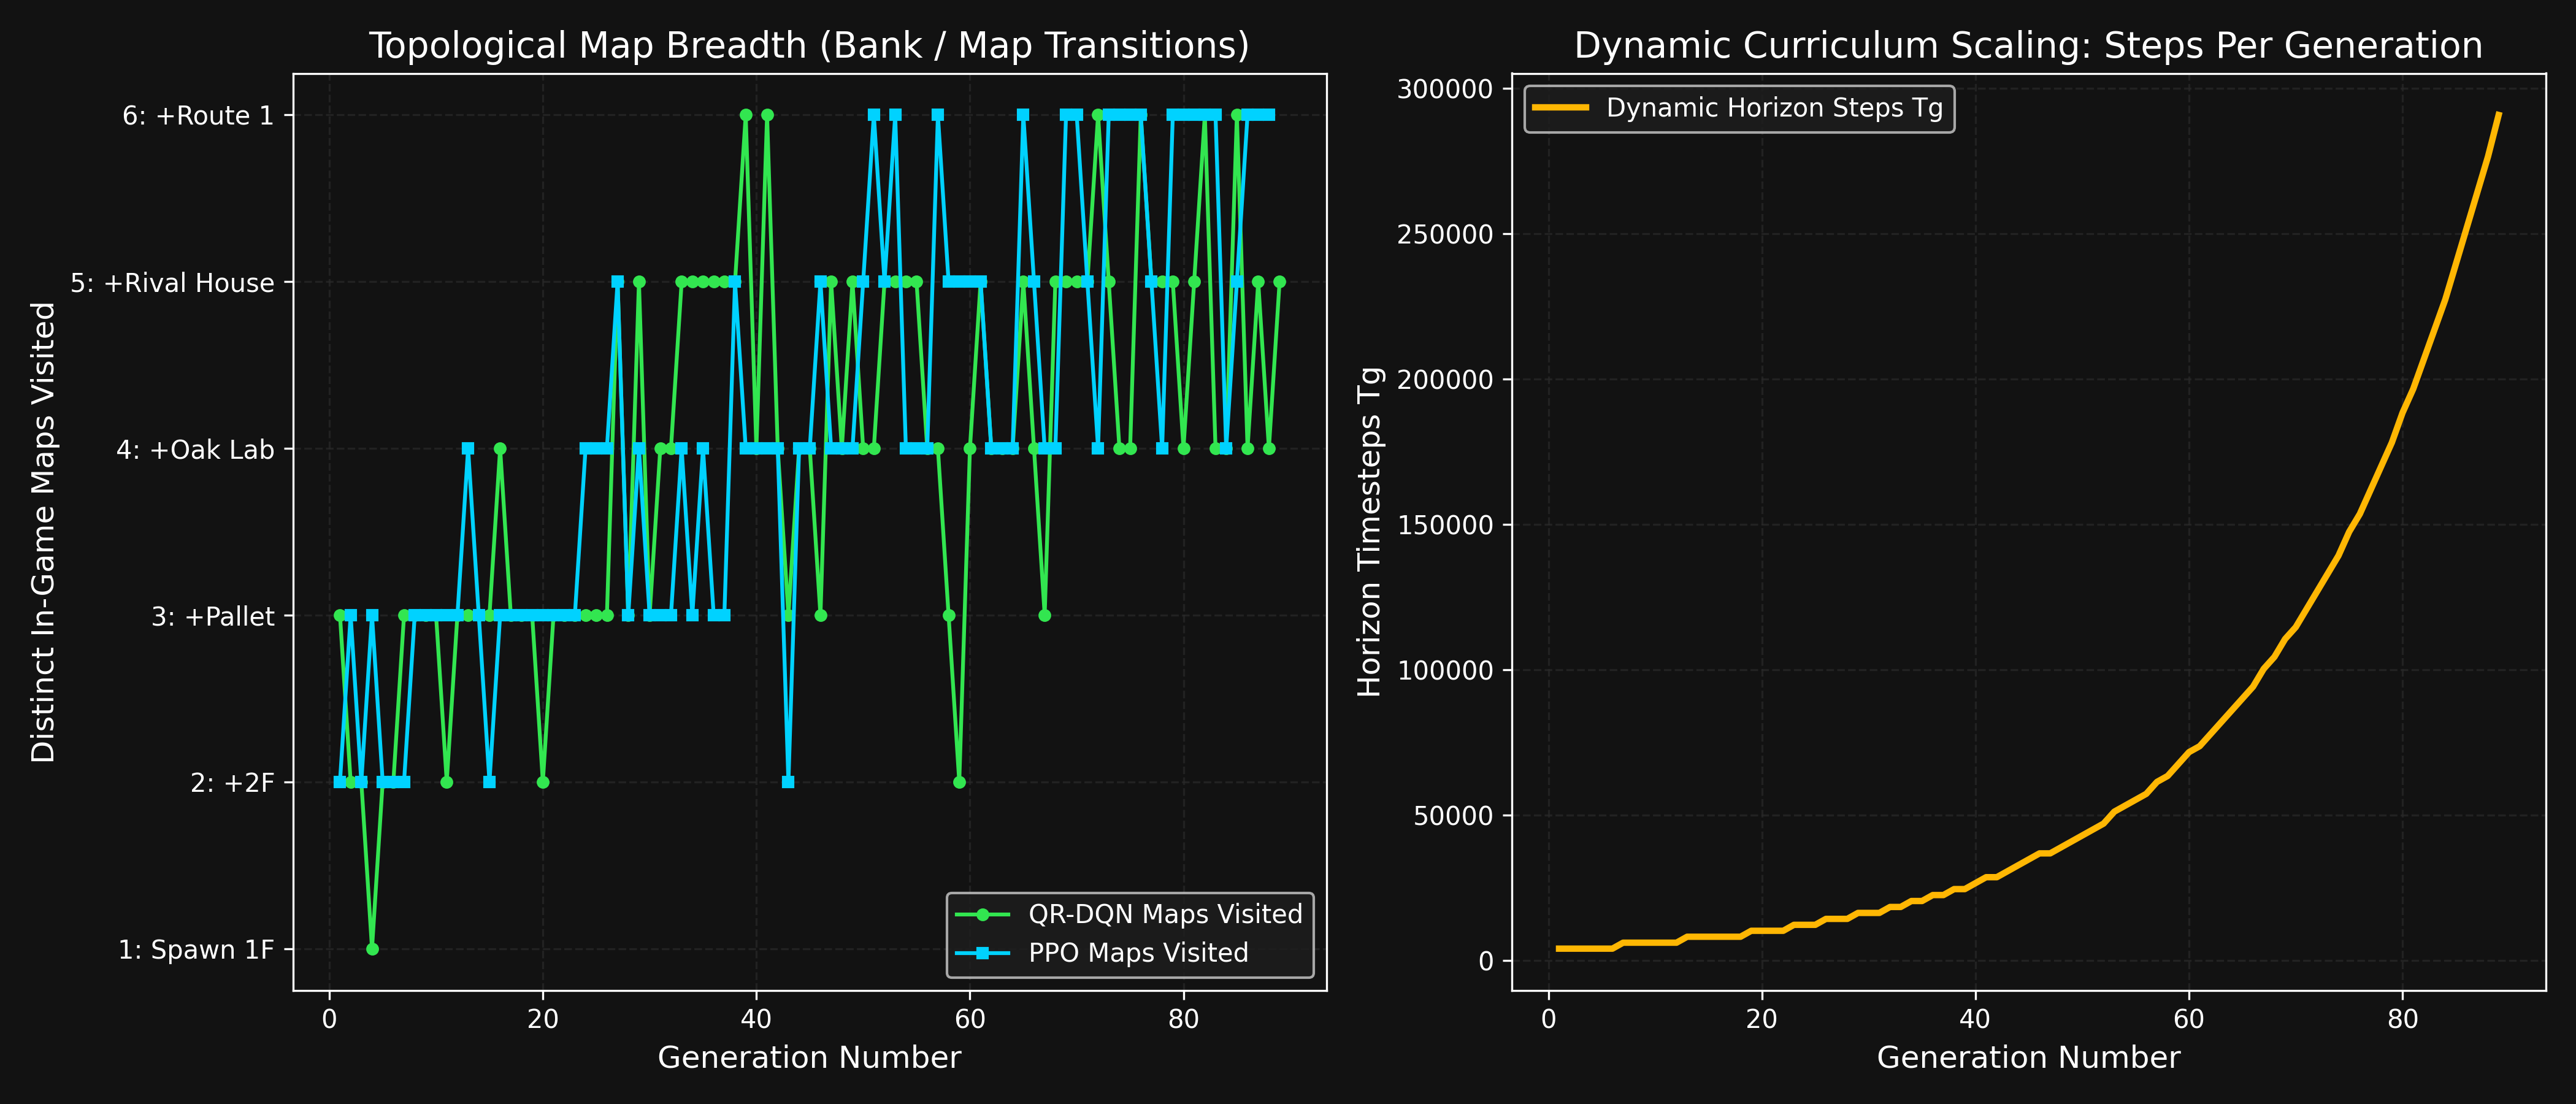 Topological Map Breadth (Bank / Map Transitions)
Distinct In-Game Maps Visited
6: +Route 1
5: +Rival House
4: +Oak Lab
3: +Pallet
2: +2F
1: Spawn 1F
QR-DQN Maps Visited
PPO Maps Visited
0 20 40 60 80
Generation Number
Dynamic Curriculum Scaling: Steps Per Generation
Horizon Timesteps Tg
300000
250000
200000
150000
100000
50000
0
Dynamic Horizon Steps Tg
0 20 40 60 80
Generation Number